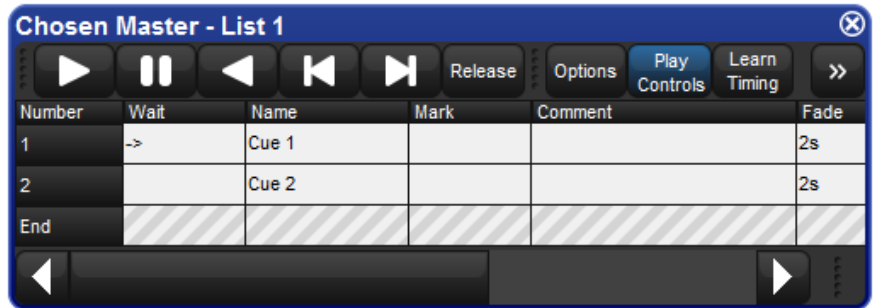 Chosen Master - List 1
Release Options Play Controls Learn Timing »
Number Wait Name Mark Comment Fade
1 -> Cue 1 2s
2 Cue 2 2s
End